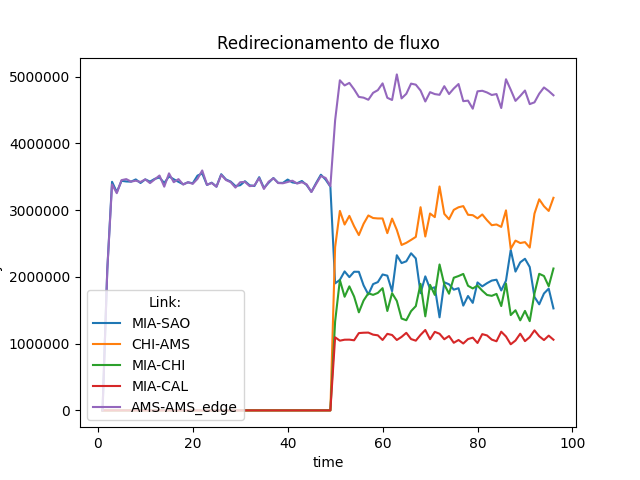 Redirecionamento de fluxo
5000000
4000000
3000000
2000000
1000000
0
Link:
MIA-SAO
CHI-AMS
MIA-CHI
MIA-CAL
AMS-AMS_edge
0 20 40 60 80 100
time